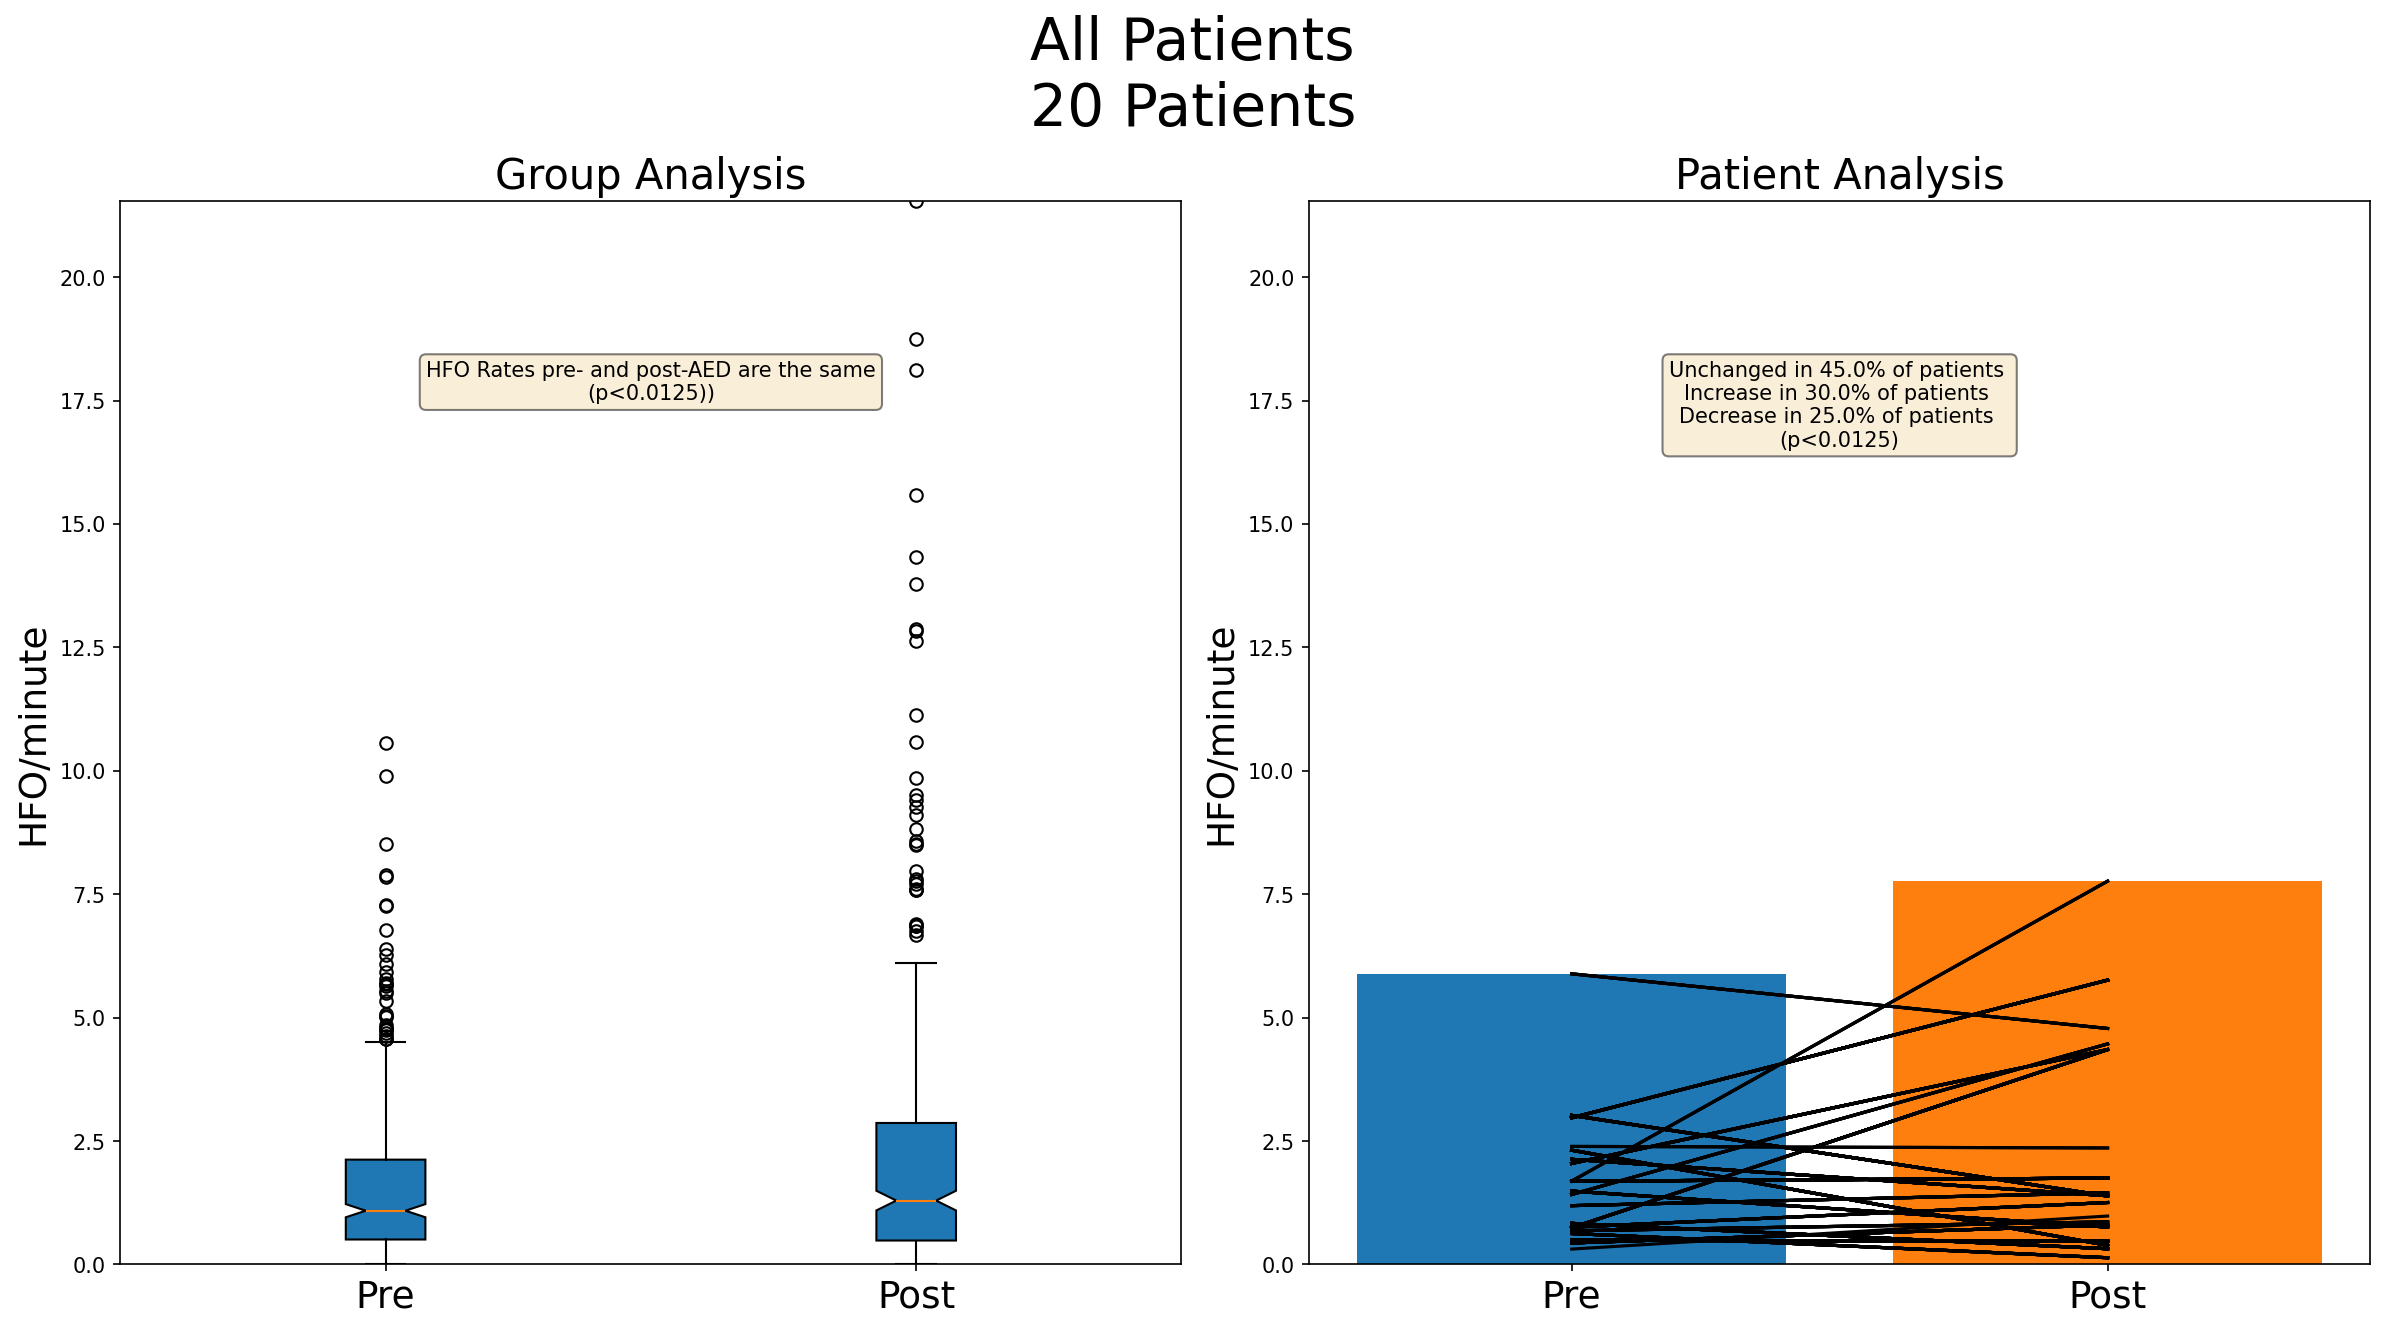 All Patients
20 Patients
Group Analysis
HFO/minute
20.0
17.5
15.0
12.5
10.0
7.5
5.0
2.5
0.0
HFO Rates pre- and post-AED are the same
(p<0.0125))
Pre
Post
Patient Analysis
HFO/minute
20.0
17.5
15.0
12.5
10.0
7.5
5.0
2.5
0.0
Unchanged in 45.0% of patients
Increase in 30.0% of patients
Decrease in 25.0% of patients
(p<0.0125)
Pre
Post